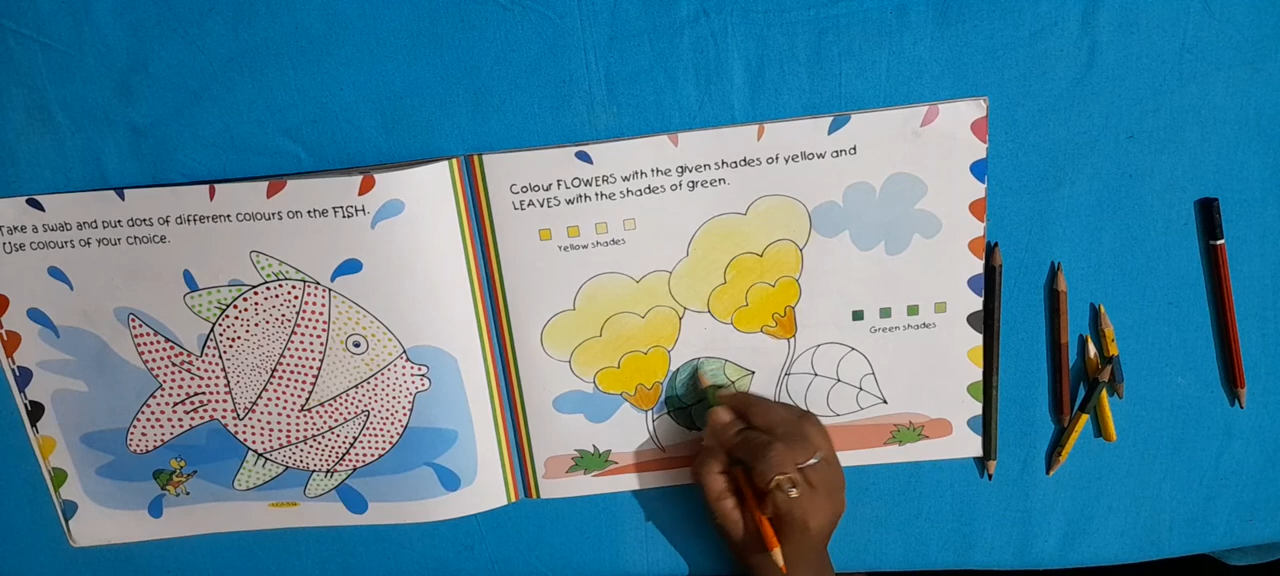 Take a swab and put dots of different colours on the FISH.
Use colours of your choice.
Colour FLOWERS with the given shades of yellow and
LEAVES with the shades of green.
Yellow shades
Green shades